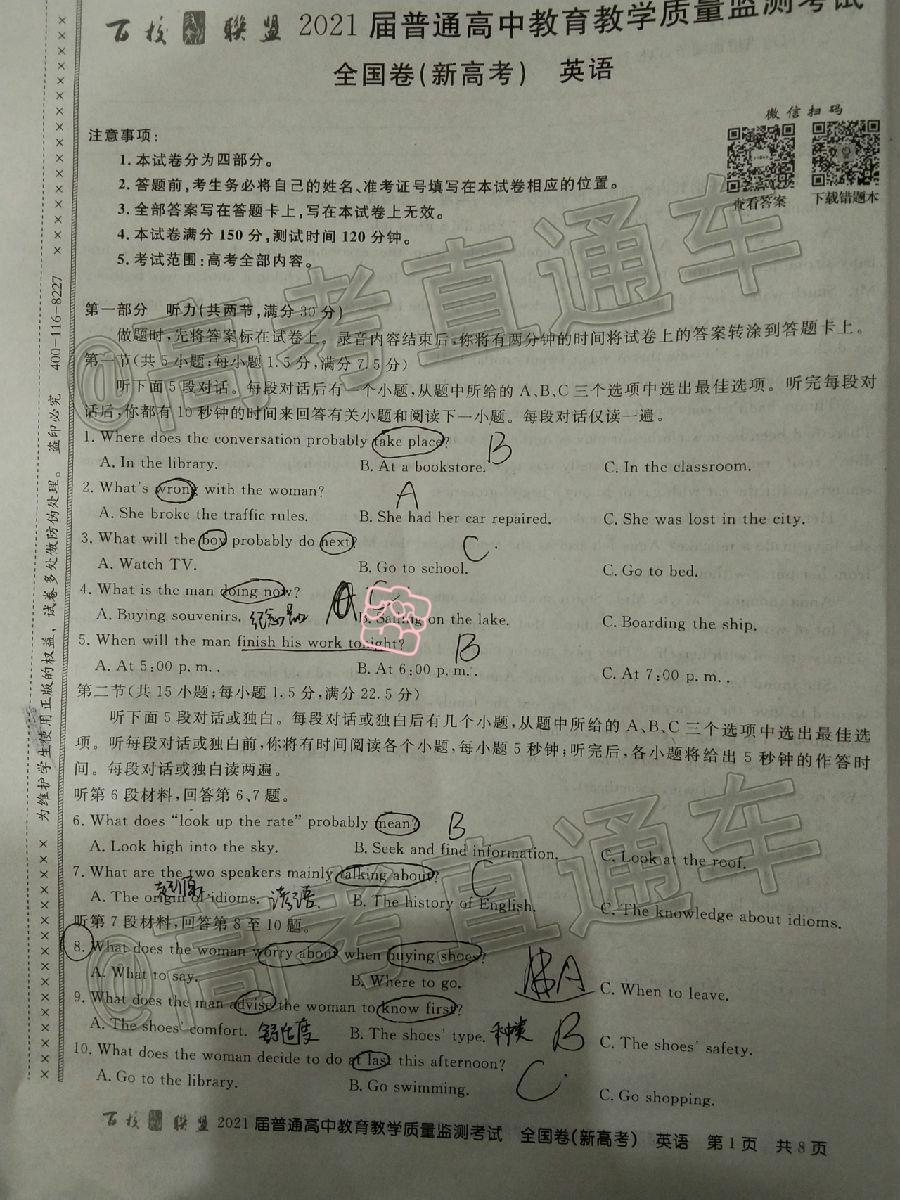 百校 联盟 2021届普通高中教育教学质量监测考试
全国卷(新高考) 英语
微信扫码
查看答案 下载错题本
注意事项:
1.本试卷分为四部分。
2.答题前,考生务必将自己的姓名、准考证号填写在本试卷相应的位置。
3.全部答案写在答题卡上,写在本试卷上无效。
4.本试卷满分150分,测试时间120分钟。
5.考试范围:高考全部内容。
第一部分 听力(共两节,满分30分)
做题时,先将答案标在试卷上。录音内容结束后,你将有两分钟的时间将试卷上的答案转涂到答题卡上。
第一节(共5小题;每小题1.5分,满分7.5分)
听下面5段对话。每段对话后有一个小题,从题中所给的A、B、C三个选项中选出最佳选项。听完每段对
话后,你都有10秒钟的时间来回答有关小题和阅读下一小题。每段对话仅读一遍。
1. Where does the conversation probably take place? B
A. In the library. B. At a bookstore. C. In the classroom.
2. What's wrong with the woman? A
A. She broke the traffic rules. B. She had her car repaired. C. She was lost in the city.
3. What will the boy probably do next? C
A. Watch TV. B. Go to school. C. Go to bed.
4. What is the man doing now? C
A. Buying souvenirs. 纪念品 B. Sailing on the lake. C. Boarding the ship.
5. When will the man finish his work tonight? B
A. At 5:00 p.m.. B. At 6:00 p.m.. C. At 7:00 p.m..
第二节(共15小题;每小题1.5分,满分22.5分)
听下面5段对话或独白。每段对话或独白后有几个小题,从题中所给的A、B、C三个选项中选出最佳选
项。听每段对话或独白前,你将有时间阅读各个小题,每小题5秒钟;听完后,各小题将给出5秒钟的作答时
间。每段对话或独白读两遍。
听第6段材料,回答第6、7题。
6. What does "look up the rate" probably mean? B
A. Look high into the sky. B. Seek and find information. C. Look at the roof.
7. What are the two speakers mainly talking about? C
A. The origin of idioms. B. The history of English. C. The knowledge about idioms.
听第7段材料,回答第8至10题。
8. What does the woman worry about when buying shoes? A
A. What to say. B. Where to go. C. When to leave.
9. What does the man advise the woman to know first? B
A. The shoes' comfort. 舒适度 B. The shoes' type. 种类 C. The shoes' safety.
10. What does the woman decide to do at last this afternoon? C
A. Go to the library. B. Go swimming. C. Go shopping.
百校 联盟 2021届普通高中教育教学质量监测考试 全国卷(新高考) 英语 第1页 共8页
为维护学生使用正版的权益,试卷多处做防伪处理。盗印必究 400-116-8227
@高考直通车
@高考直通车